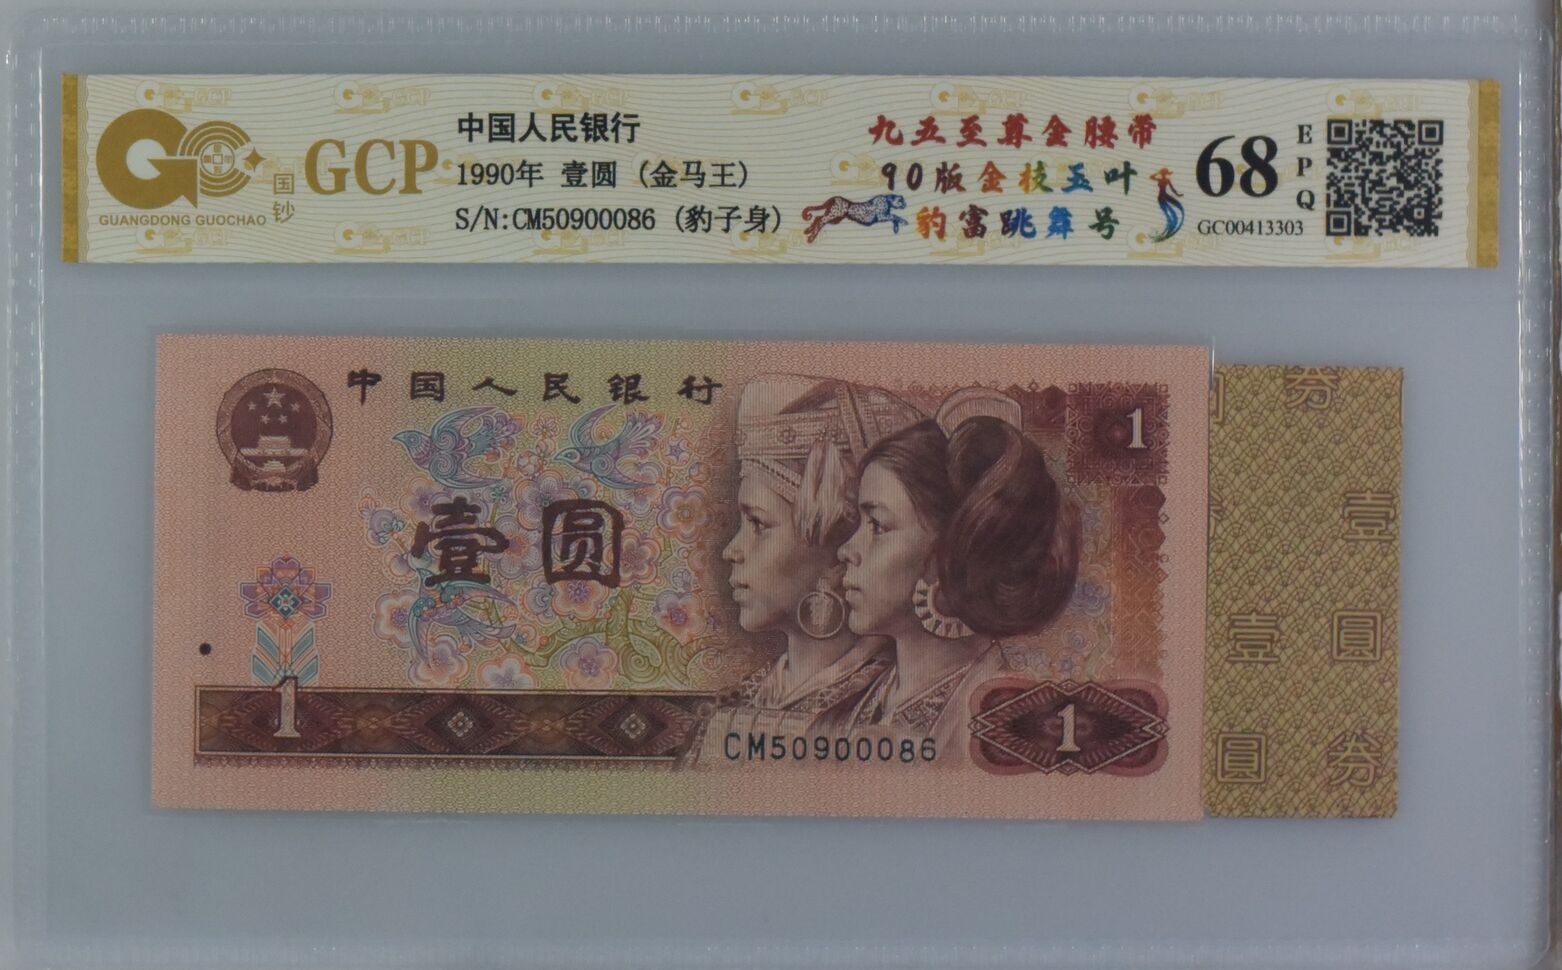 GUANGDONG GUOCHAO
国钞
GCP
中国人民银行
1990年 壹圆 (金马王)
S/N:CM50900086 (豹子身)
九五至尊金腰带
90版金枝玉叶
豹富跳舞号
68
EPQ
GC00413303
中国人民银行
1
壹圆
1
CM50900086
1
券
壹
壹 圆
圆 券